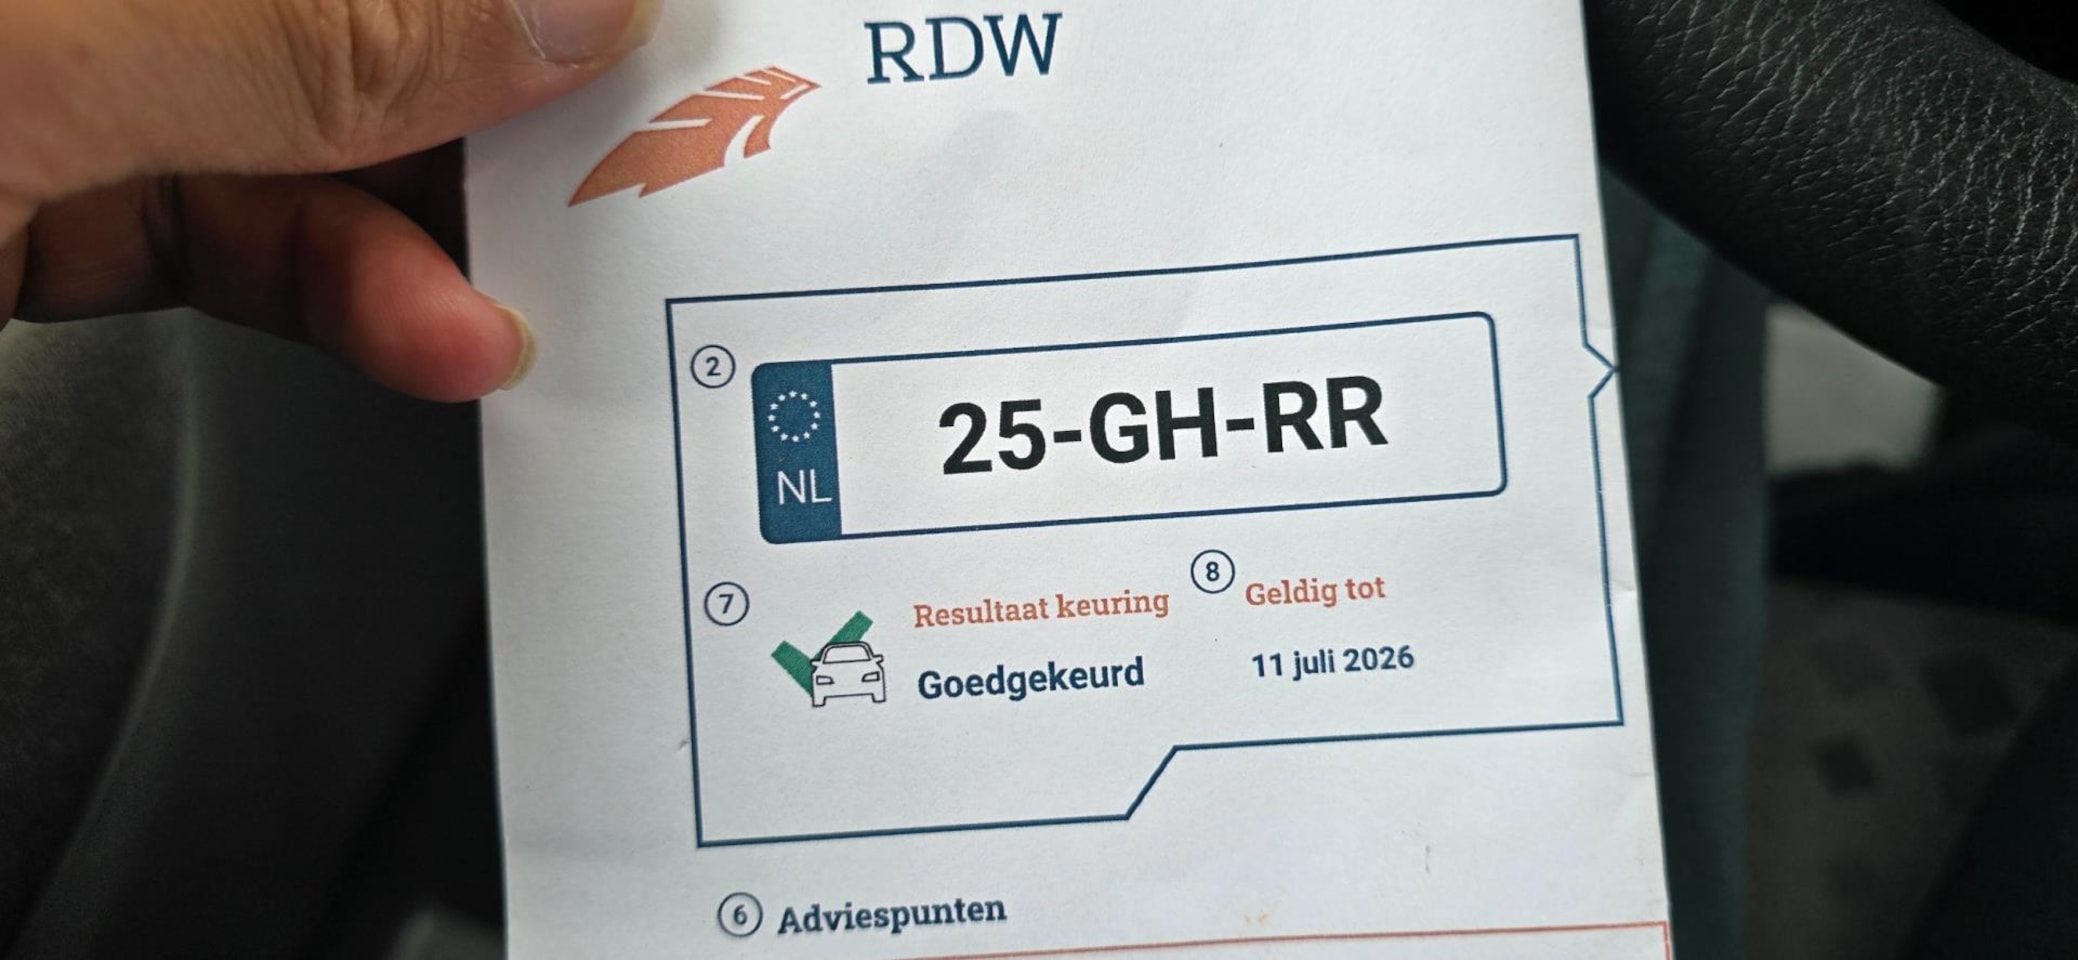 RDW
2
NL
25-GH-RR
7
Resultaat keuring
8
Geldig tot
Goedgekeurd
11 juli 2026
6 Adviespunten